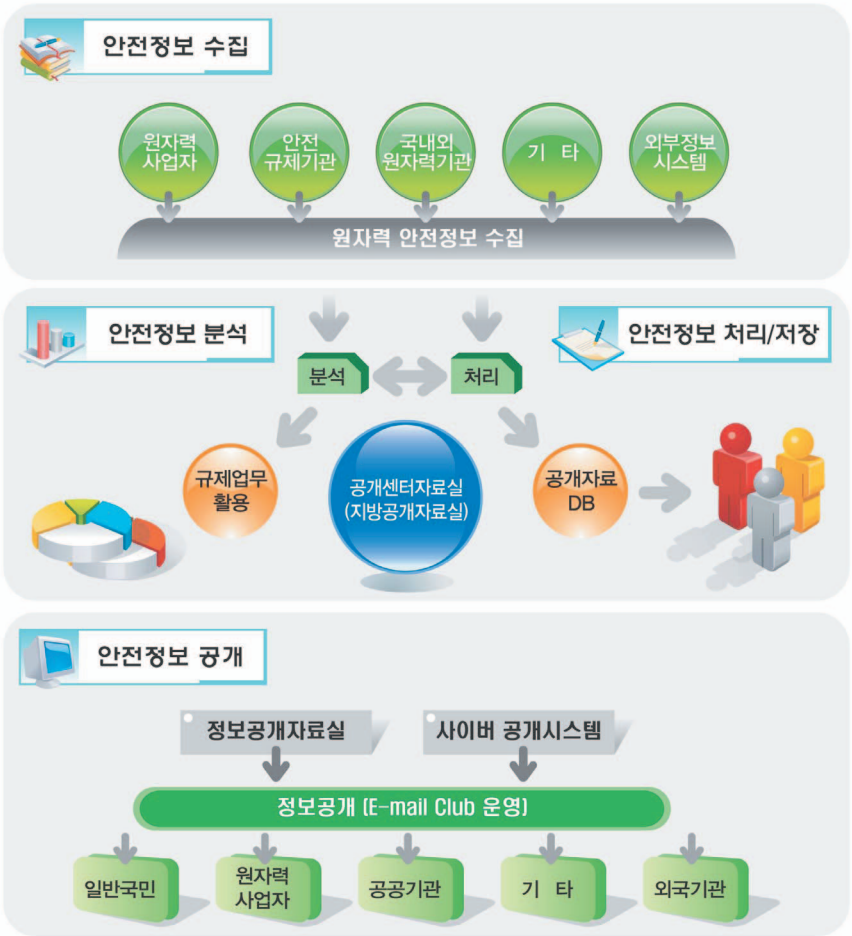 안전정보 수집
원자력
사업자
안전
규제기관
국내외
원자력기관
기 타
외부정보
시스템
원자력 안전정보 수집
안전정보 분석
안전정보 처리/저장
분석
처리
규제업무
활용
공개센터자료실
(지방공개자료실)
공개자료
DB
안전정보 공개
정보공개자료실
사이버 공개시스템
정보공개 (E-mail Club 운영)
일반국민
원자력
사업자
공공기관
기 타
외국기관